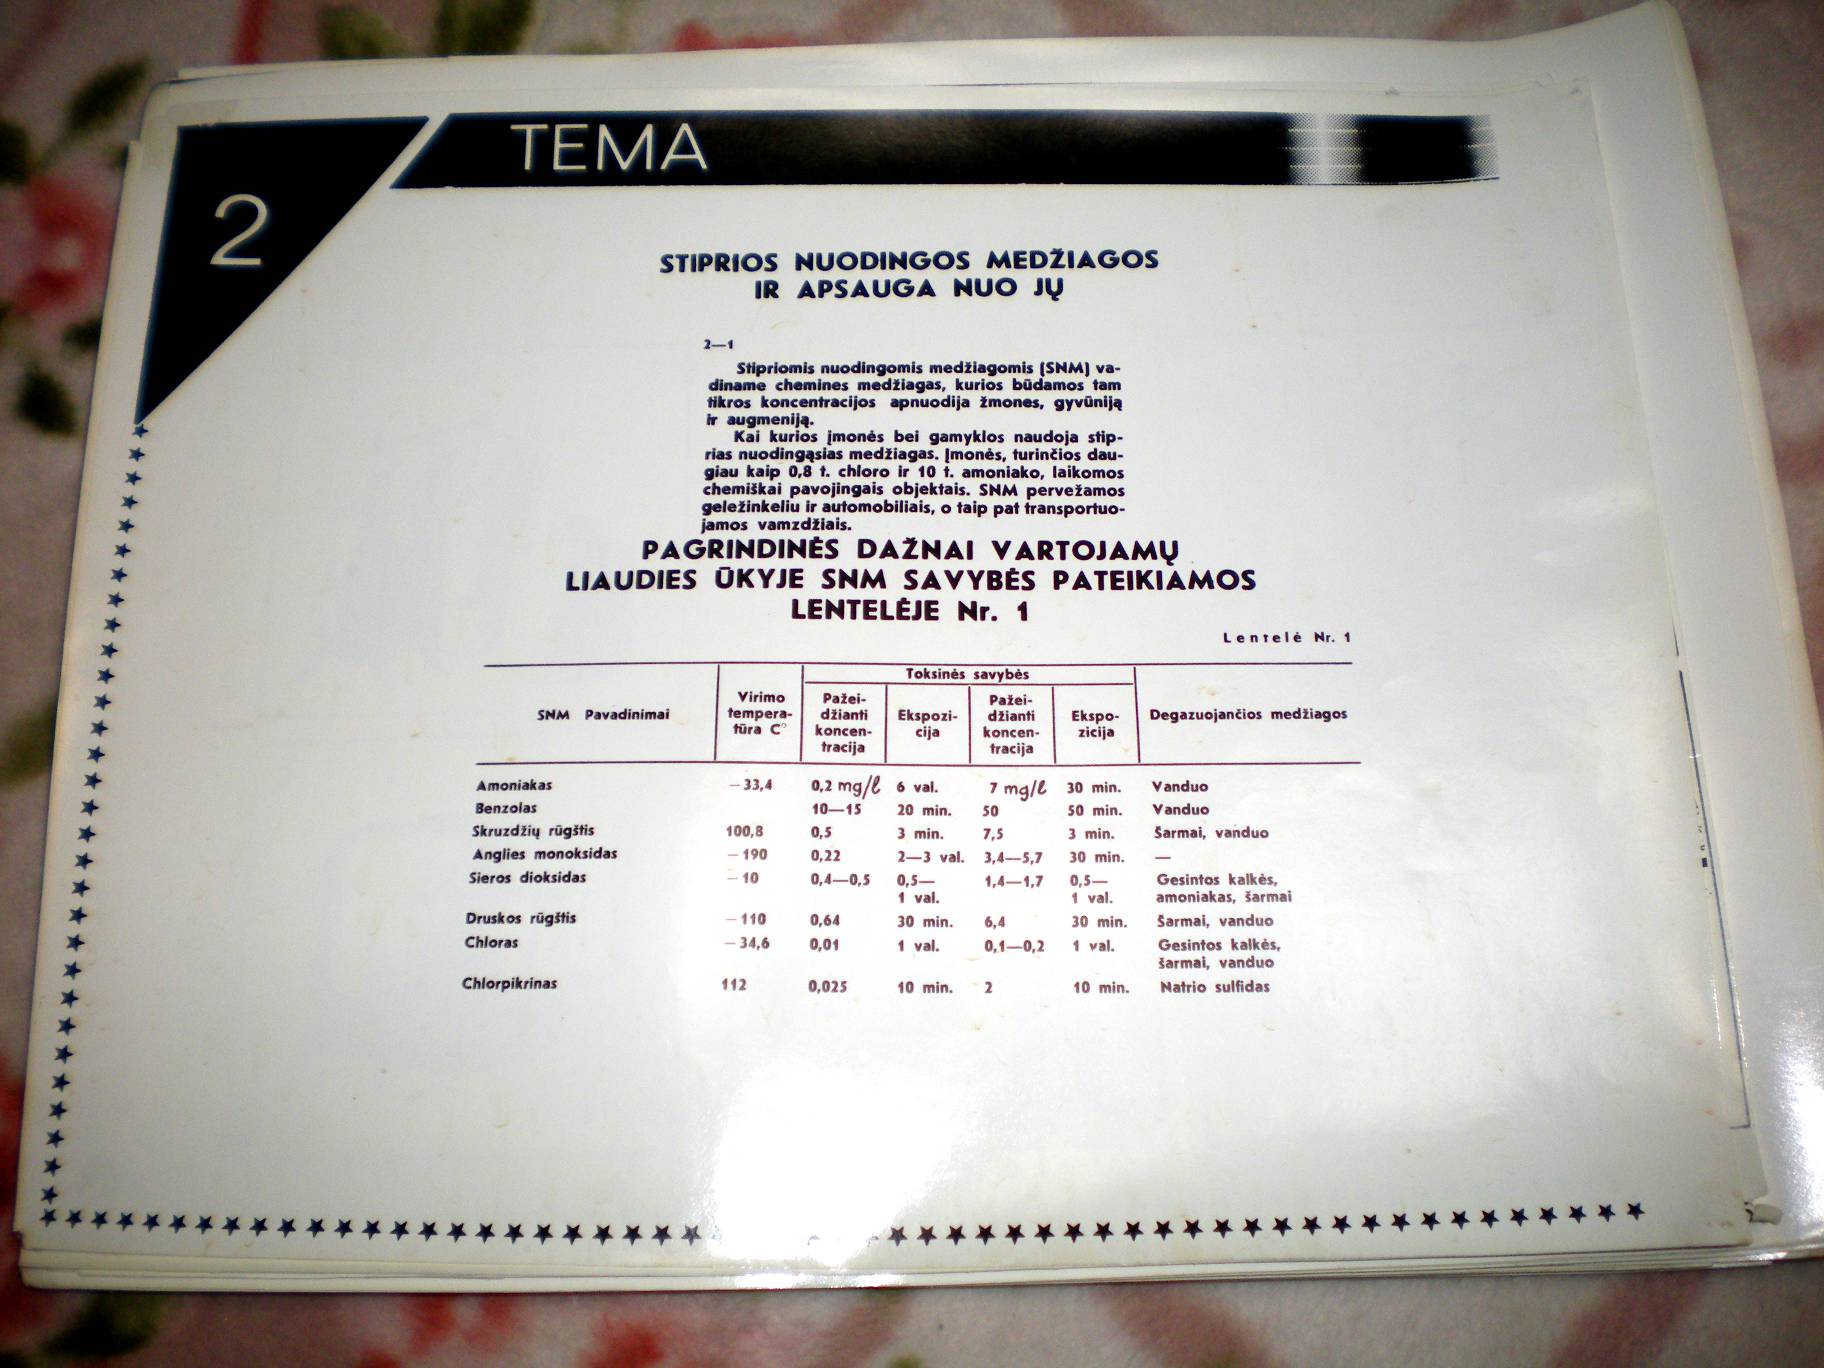 2
TEMA
STIPRIOS NUODINGOS MEDŽIAGOS
IR APSAUGA NUO JŲ
2—1
Stipriomis nuodingomis medžiagomis (SNM) va-
diname chemines medžiagas, kurios būdamos tam
tikros koncentracijos apnuodija žmones, gyvūniją
ir augmeniją.
Kai kurios įmonės bei gamyklos naudoja stip-
rias nuodingąsias medžiagas. Įmonės, turinčios dau-
giau kaip 0,8 t. chloro ir 10 t. amoniako, laikomos
chemiškai pavojingais objektais. SNM pervežamos
geležinkeliu ir automobiliais, o taip pat transportuo-
jamos vamzdžiais.
PAGRINDINĖS DAŽNAI VARTOJAMŲ
LIAUDIES ŪKYJE SNM SAVYBĖS PATEIKIAMOS
LENTELĖJE Nr. 1
Lentelė Nr. 1
Toksinės savybės
SNM Pavadinimai
Virimo
tempera-
tūra C°
Pažei-
džianti
koncen-
tracija
Ekspozi-
cija
Pažei-
džianti
koncen-
tracija
Ekspo-
zicija
Degazuojančios medžiagos
Amoniakas —33,4 0,2 mg/l 6 val. 7 mg/l 30 min. Vanduo
Benzolas 10—15 20 min. 50 50 min. Vanduo
Skruzdžių rūgštis 100,8 0,5 3 min. 7,5 3 min. Šarmai, vanduo
Anglies monoksidas —190 0,22 2—3 val. 3,4—5,7 30 min. —
Sieros dioksidas —10 0,4—0,5 0,5— 1,4—1,7 0,5— Gesintos kalkės,
1 val. 1 val. amoniakas, šarmai
Druskos rūgštis —110 0,64 30 min. 6,4 30 min. Šarmai, vanduo
Chloras —34,6 0,01 1 val. 0,1—0,2 1 val. Gesintos kalkės,
šarmai, vanduo
Chlorpikrinas 112 0,025 10 min. 2 10 min. Natrio sulfidas